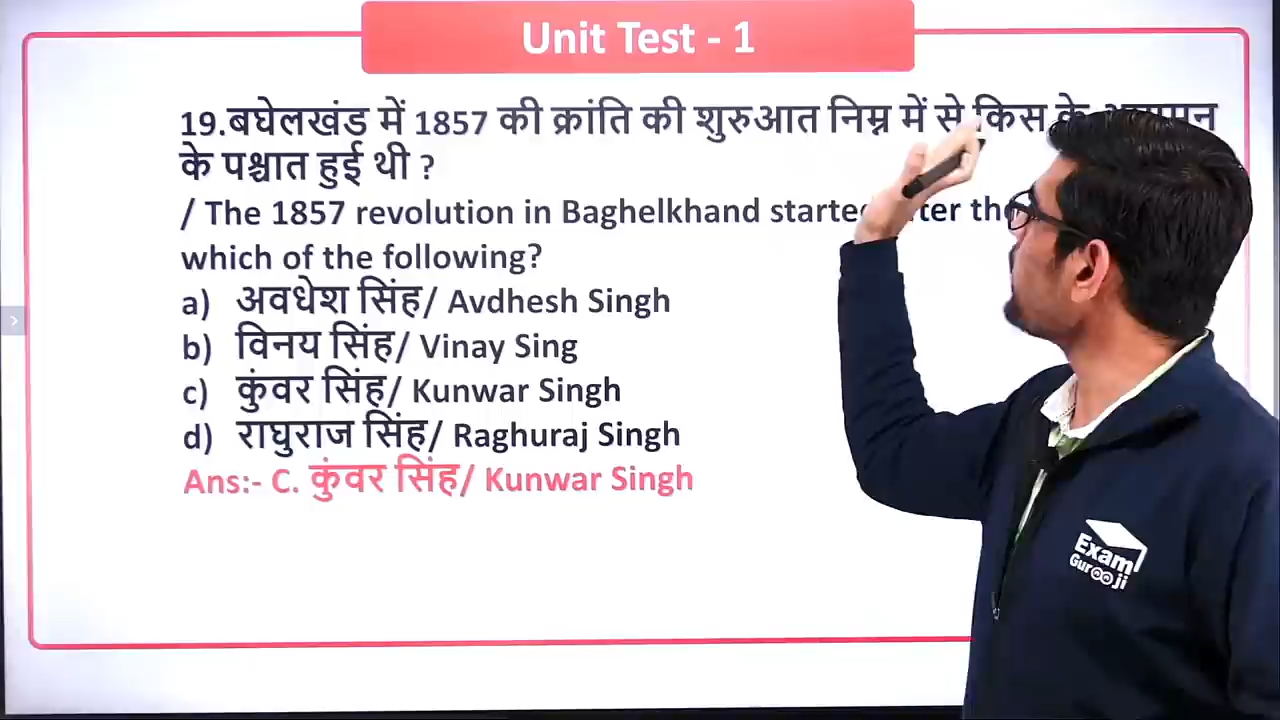 Unit Test - 1
19.बघेलखंड में 1857 की क्रांति की शुरुआत निम्न में से किस के
के पश्चात हुई थी ?
/ The 1857 revolution in Baghelkhand
which of the following?
a) अवधेश सिंह/ Avdhesh Singh
b) विनय सिंह/ Vinay Sing
c) कुंवर सिंह/ Kunwar Singh
d) राघुराज सिंह/ Raghuraj Singh
Ans:- C. कुंवर सिंह/ Kunwar Singh
Exam
Gurooji